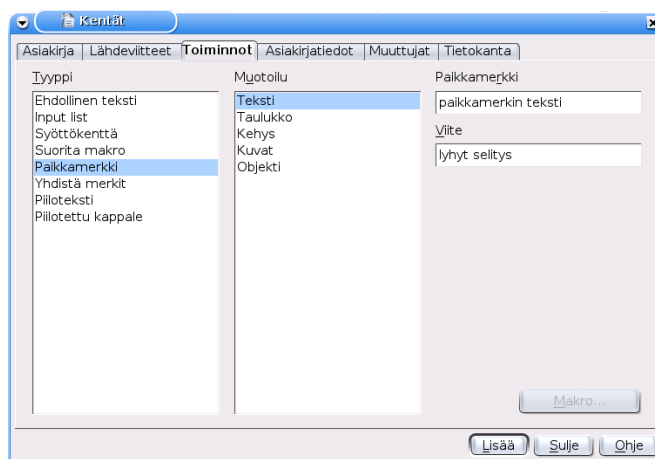 Kentät
Asiakirja Lähdeviitteet Toiminnot Asiakirjatiedot Muuttujat Tietokanta
Tyyppi
Ehdollinen teksti
Input list
Syöttökenttä
Suorita makro
Paikkamerkki
Yhdistä merkit
Piiloteksti
Piilotettu kappale
Muotoilu
Teksti
Taulukko
Kehys
Kuvat
Objekti
Paikkamerkki
paikkamerkin teksti
Viite
lyhyt selitys
Makro...
Lisää Sulje Ohje